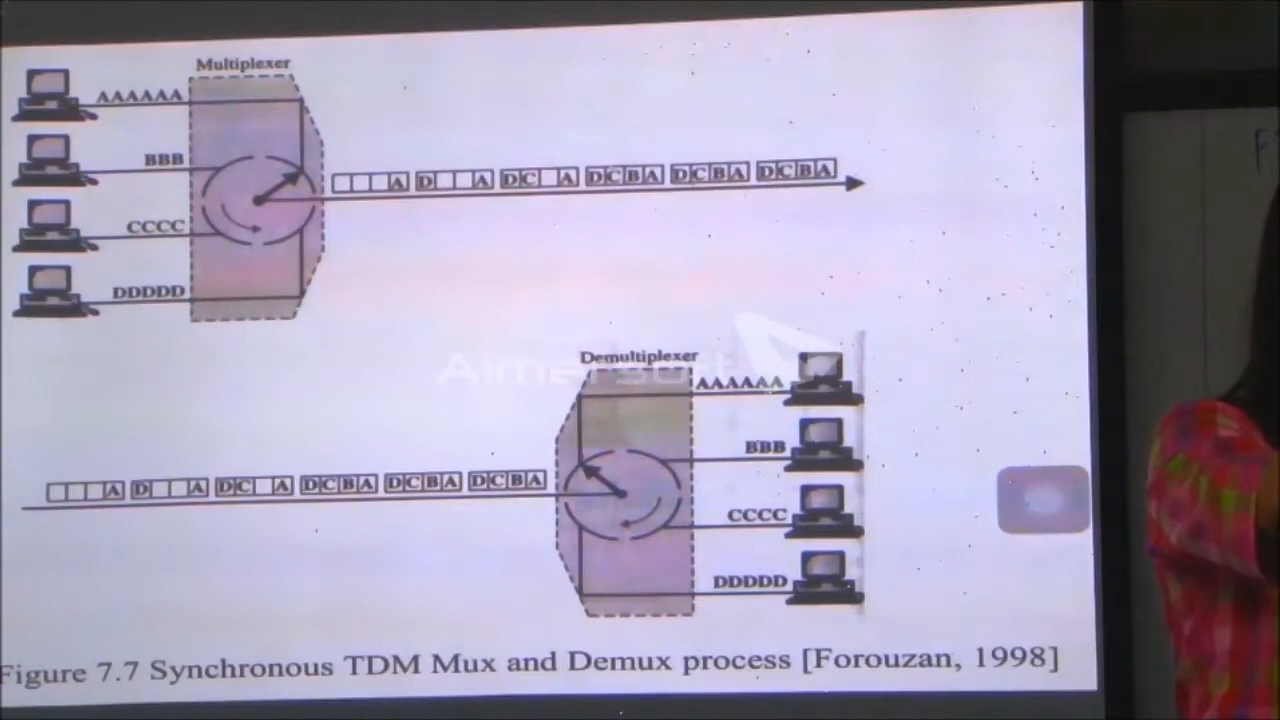 Multiplexer
AAAAAA
BBB
CCCC
DDDDD
A D A DC A DCBA DCBA DCBA
Demultiplexer
Aimersoft
AAAAAA
BBB
CCCC
DDDDD
A D A DC A DCBA DCBA DCBA
Figure 7.7 Synchronous TDM Mux and Demux process [Forouzan, 1998]
F